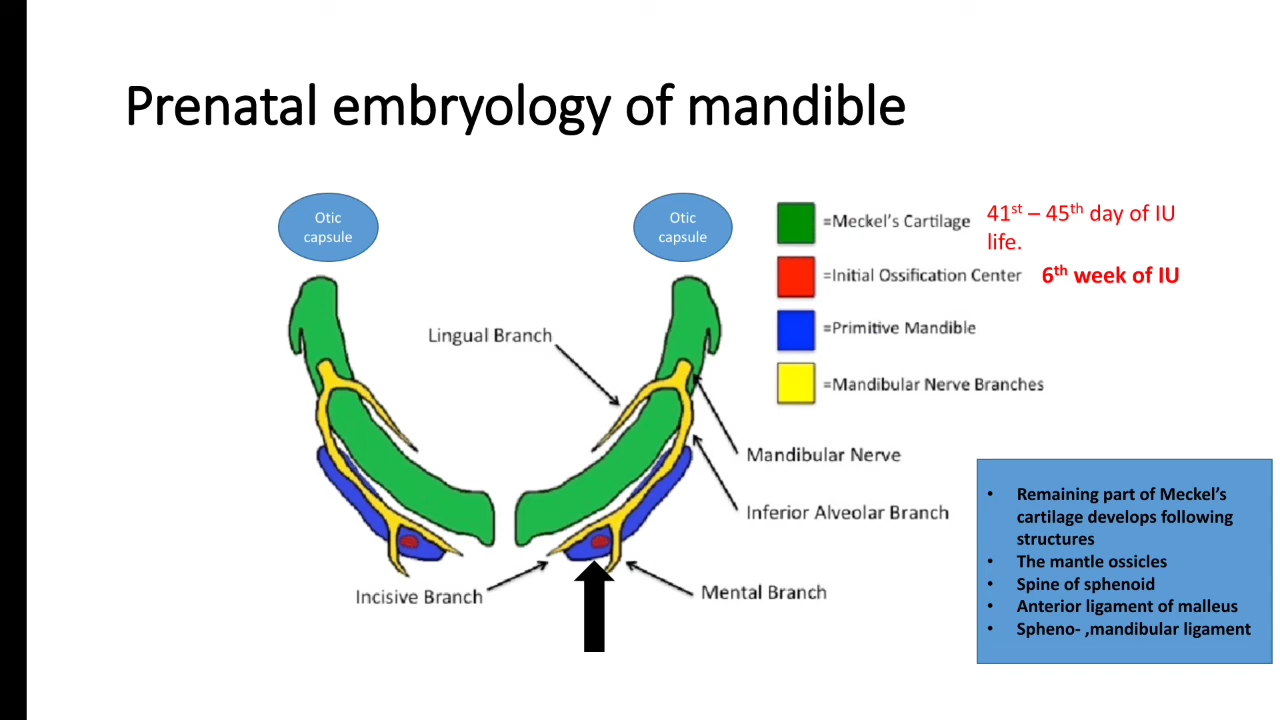 Prenatal embryology of mandible
Otic
capsule
Otic
capsule
=Meckel's Cartilage
41st – 45th day of IU
life.
=Initial Ossification Center
6th week of IU
=Primitive Mandible
=Mandibular Nerve Branches
Lingual Branch
Mandibular Nerve
Inferior Alveolar Branch
Incisive Branch
Mental Branch
• Remaining part of Meckel's
cartilage develops following
structures
• The mantle ossicles
• Spine of sphenoid
• Anterior ligament of malleus
• Spheno- ,mandibular ligament